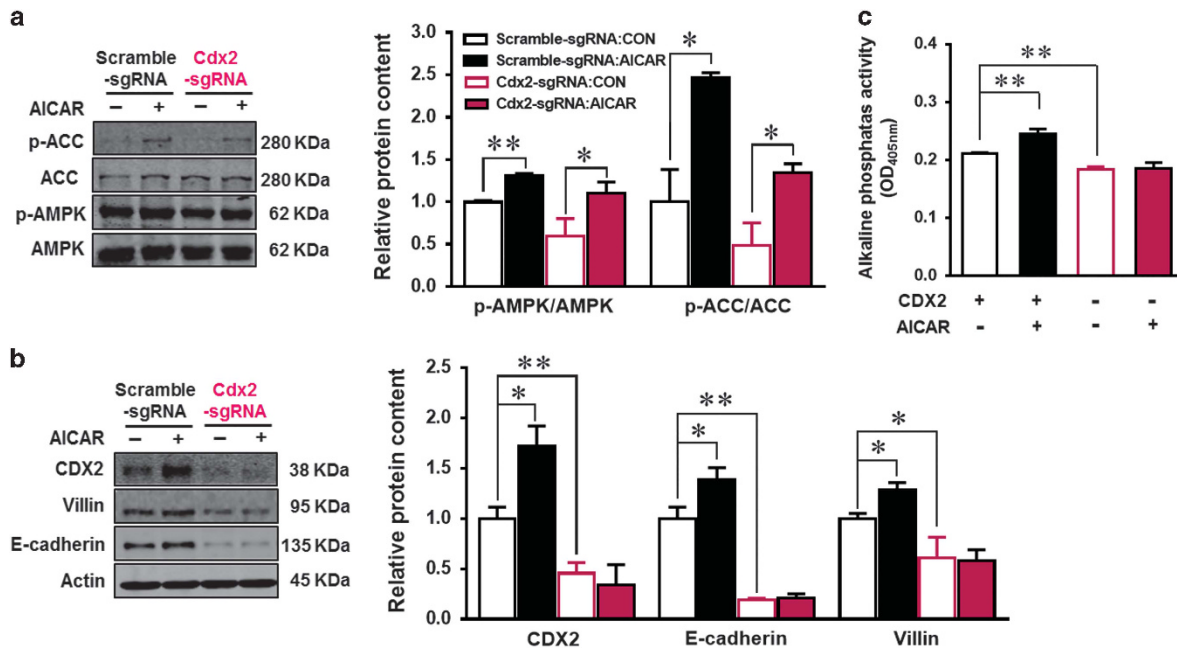 a
Scramble
-sgRNA
Cdx2
-sgRNA
AICAR − + − +
p-ACC 280 KDa
ACC 280 KDa
p-AMPK 62 KDa
AMPK 62 KDa
Relative protein content
3.0
2.5
2.0
1.5
1.0
0.5
0.0
Scramble-sgRNA:CON
Scramble-sgRNA:AICAR
Cdx2-sgRNA:CON
Cdx2-sgRNA:AICAR
** * * *
p-AMPK/AMPK p-ACC/ACC
c
Alkaline phosphatas activity
(OD405nm)
0.4
0.3
0.2
0.1
0.0
**
**
CDX2 + + - -
AICAR - + - +
b
Scramble
-sgRNA
Cdx2
-sgRNA
AICAR − + − +
CDX2 38 KDa
Villin 95 KDa
E-cadherin 135 KDa
Actin 45 KDa
Relative protein content
2.5
2.0
1.5
1.0
0.5
0.0
** ** *
* * *
CDX2 E-cadherin Villin